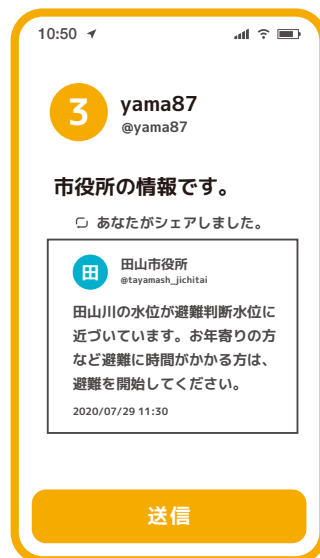 10:50
3
yama87
@yama87
市役所の情報です。
あなたがシェアしました。
田
田山市役所
@tayamash_jichitai
田山川の水位が避難判断水位に
近づいています。お年寄りの方
など避難に時間がかかる方は、
避難を開始してください。
2020/07/29 11:30
送信